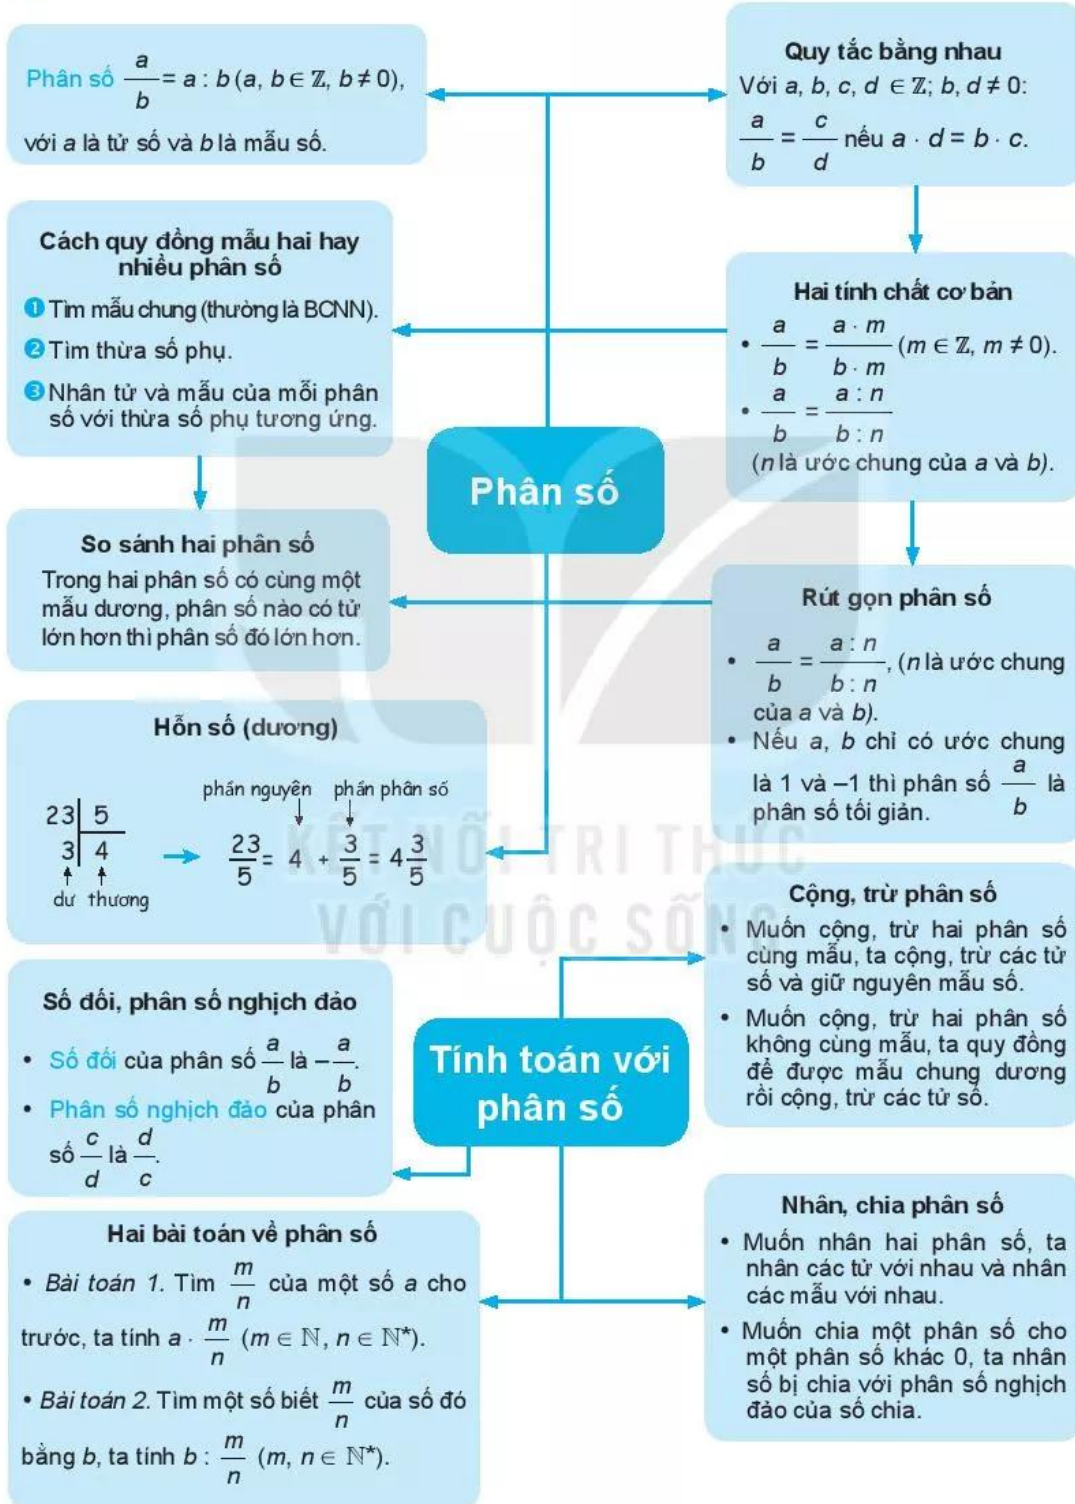 Phân số a/b = a : b (a, b ∈ ℤ, b ≠ 0),
với a là tử số và b là mẫu số.
Quy tắc bằng nhau
Với a, b, c, d ∈ ℤ; b, d ≠ 0:
a/b = c/d nếu a · d = b · c.
Cách quy đồng mẫu hai hay
nhiều phân số
1 Tìm mẫu chung (thường là BCNN).
2 Tìm thừa số phụ.
3 Nhân tử và mẫu của mỗi phân
số với thừa số phụ tương ứng.
Hai tính chất cơ bản
• a/b = (a · m)/(b · m) (m ∈ ℤ, m ≠ 0).
• a/b = (a : n)/(b : n)
(n là ước chung của a và b).
Phân số
So sánh hai phân số
Trong hai phân số có cùng một
mẫu dương, phân số nào có tử
lớn hơn thì phân số đó lớn hơn.
Rút gọn phân số
• a/b = (a : n)/(b : n), (n là ước chung
của a và b).
• Nếu a, b chỉ có ước chung
là 1 và –1 thì phân số a/b là
phân số tối giản.
Hỗn số (dương)
phần nguyên phần phân số
23 5
3 4
dư thương
23/5 = 4 + 3/5 = 4 3/5
KẾT NỐI TRI THỨC
VỚI CUỘC SỐNG
Cộng, trừ phân số
• Muốn cộng, trừ hai phân số
cùng mẫu, ta cộng, trừ các tử
số và giữ nguyên mẫu số.
• Muốn cộng, trừ hai phân số
không cùng mẫu, ta quy đồng
để được mẫu chung dương
rồi cộng, trừ các tử số.
Số đối, phân số nghịch đảo
• Số đối của phân số a/b là –a/b.
• Phân số nghịch đảo của phân
số c/d là d/c.
Tính toán với
phân số
Hai bài toán về phân số
• Bài toán 1. Tìm m/n của một số a cho
trước, ta tính a · m/n (m ∈ ℕ, n ∈ ℕ*).
• Bài toán 2. Tìm một số biết m/n của số đó
bằng b, ta tính b : m/n (m, n ∈ ℕ*).
Nhân, chia phân số
• Muốn nhân hai phân số, ta
nhân các tử với nhau và nhân
các mẫu với nhau.
• Muốn chia một phân số cho
một phân số khác 0, ta nhân
số bị chia với phân số nghịch
đảo của số chia.